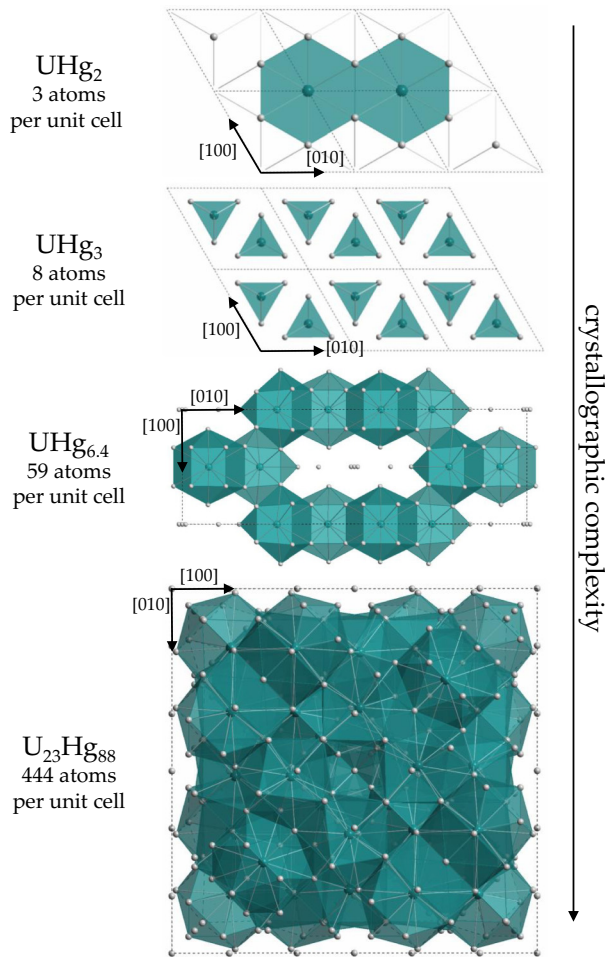 UHg2
3 atoms
per unit cell
[100]
[010]
UHg3
8 atoms
per unit cell
[100]
[010]
UHg6.4
59 atoms
per unit cell
[010]
[100]
U23Hg88
444 atoms
per unit cell
[100]
[010]
crystallographic complexity